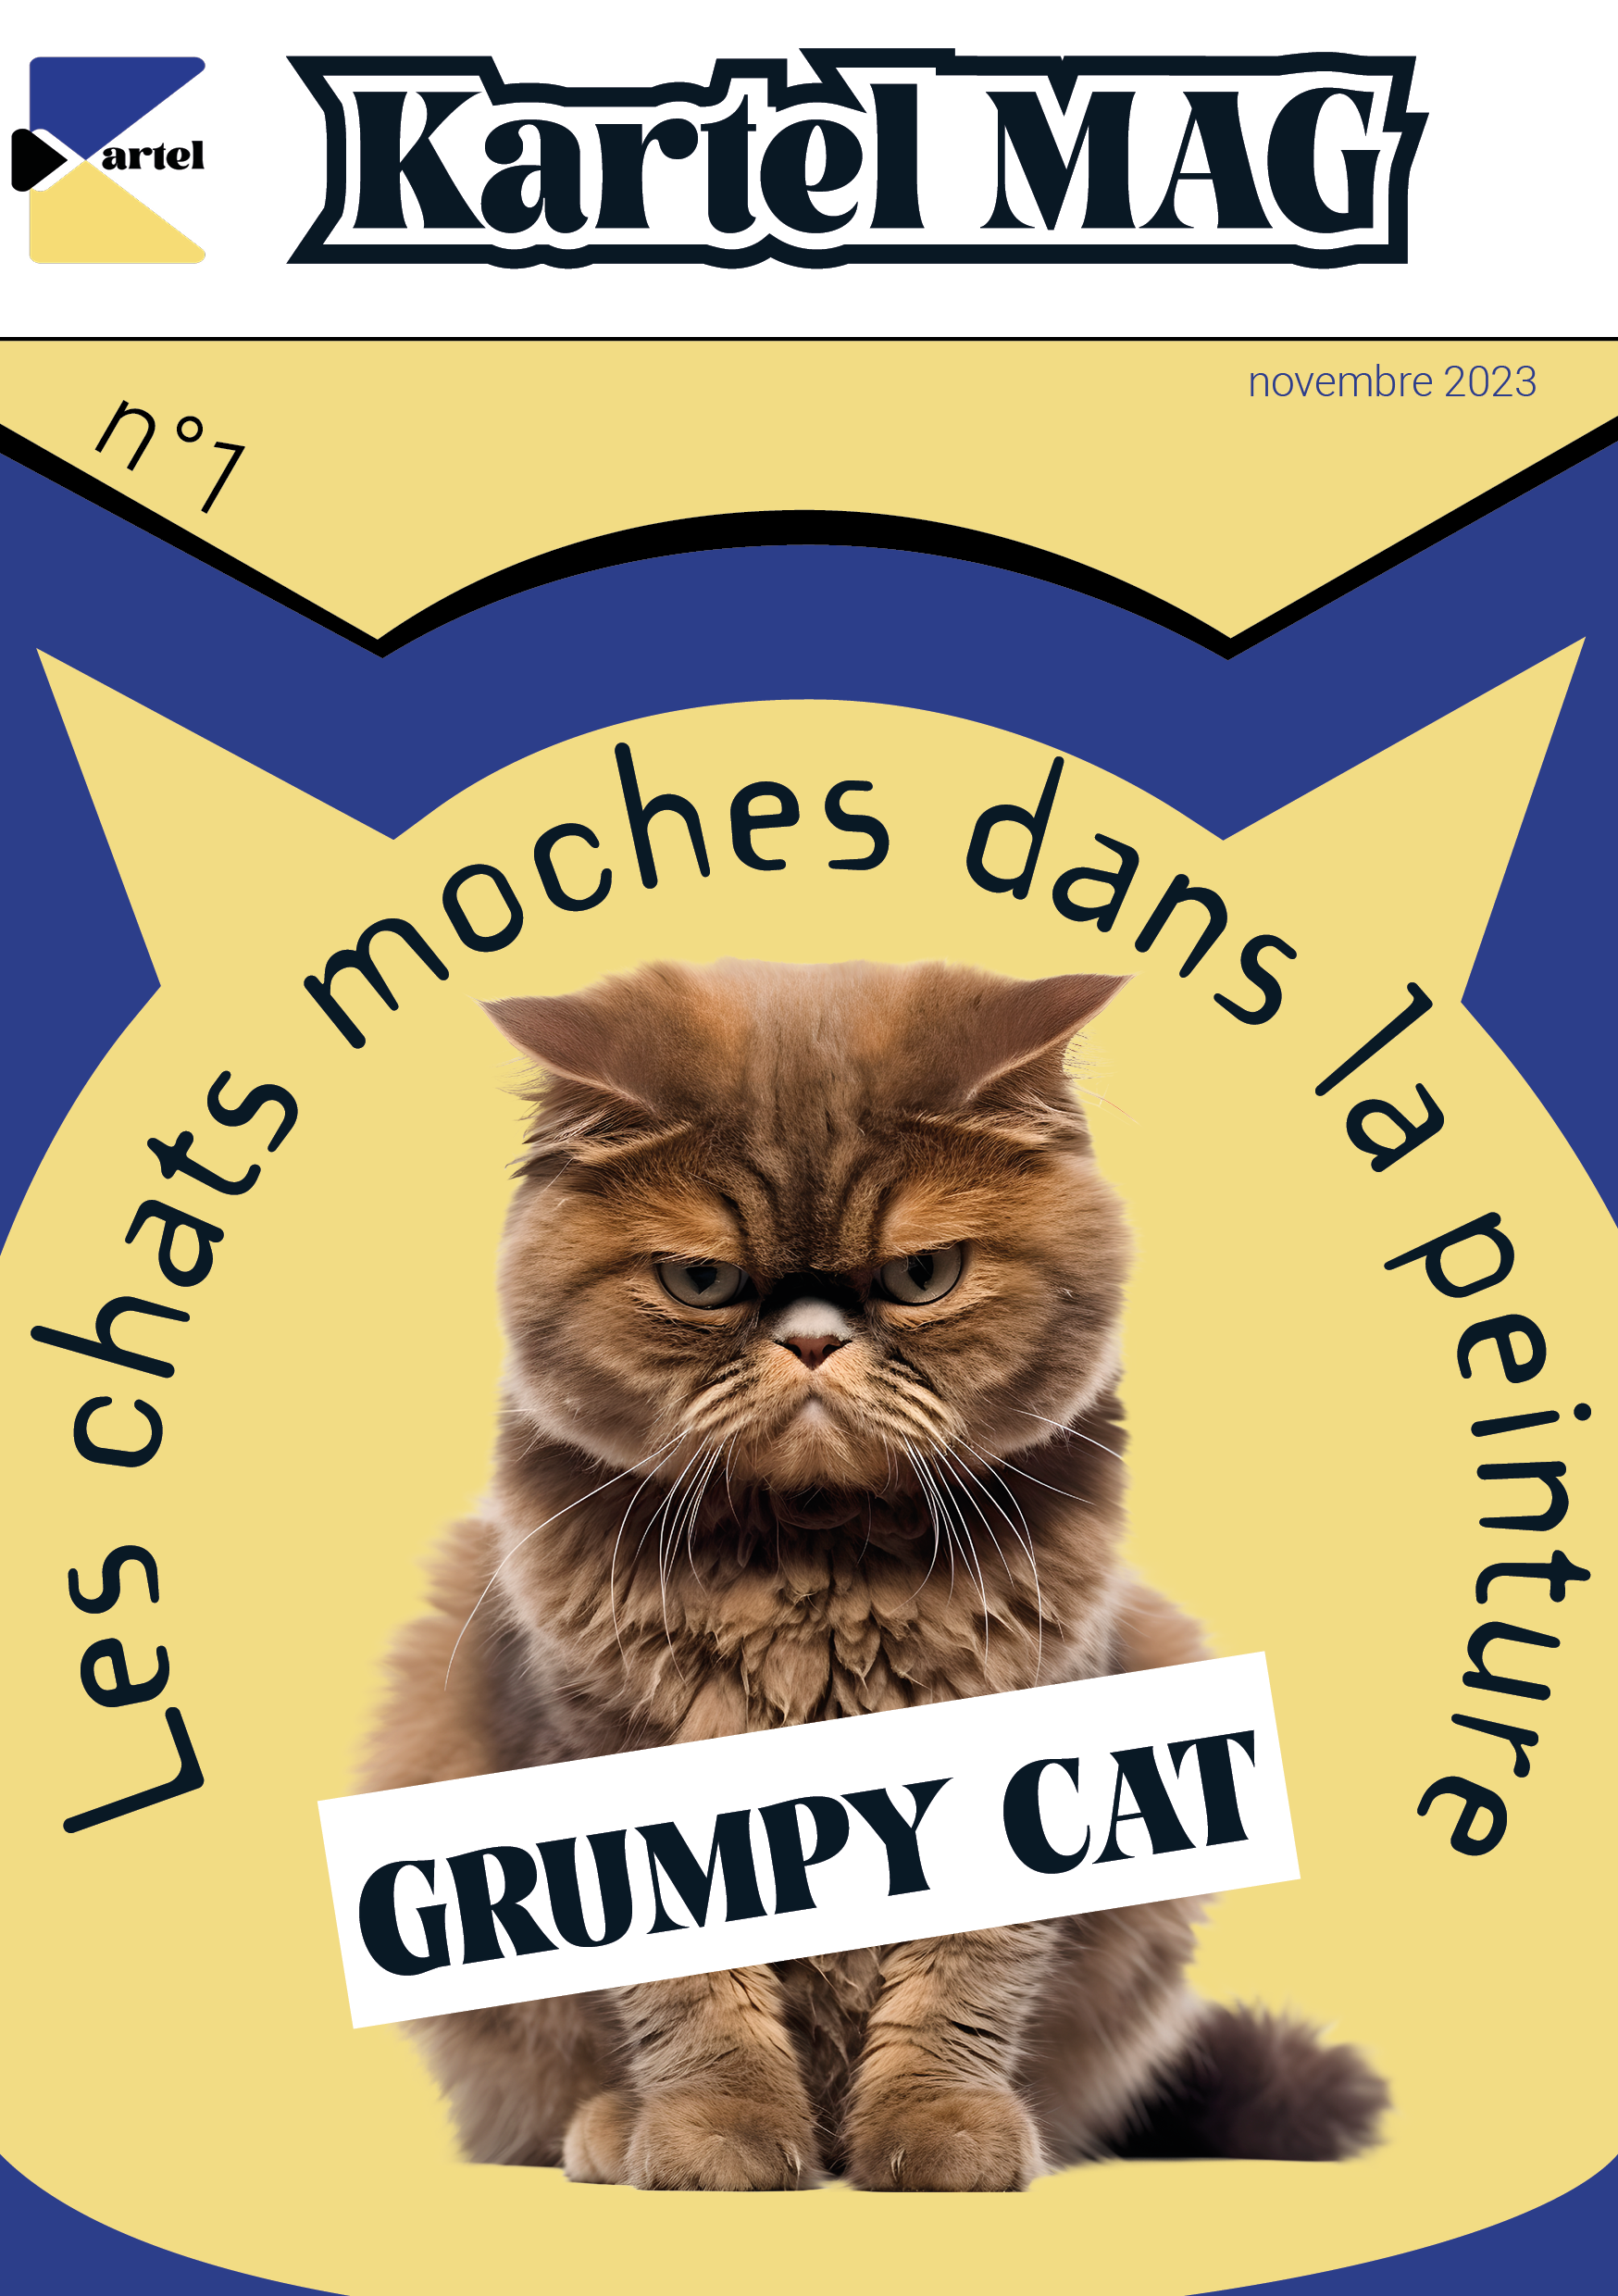 artel
Kartel MAG
n°1
novembre 2023
Les chats moches dans la peinture
GRUMPY CAT